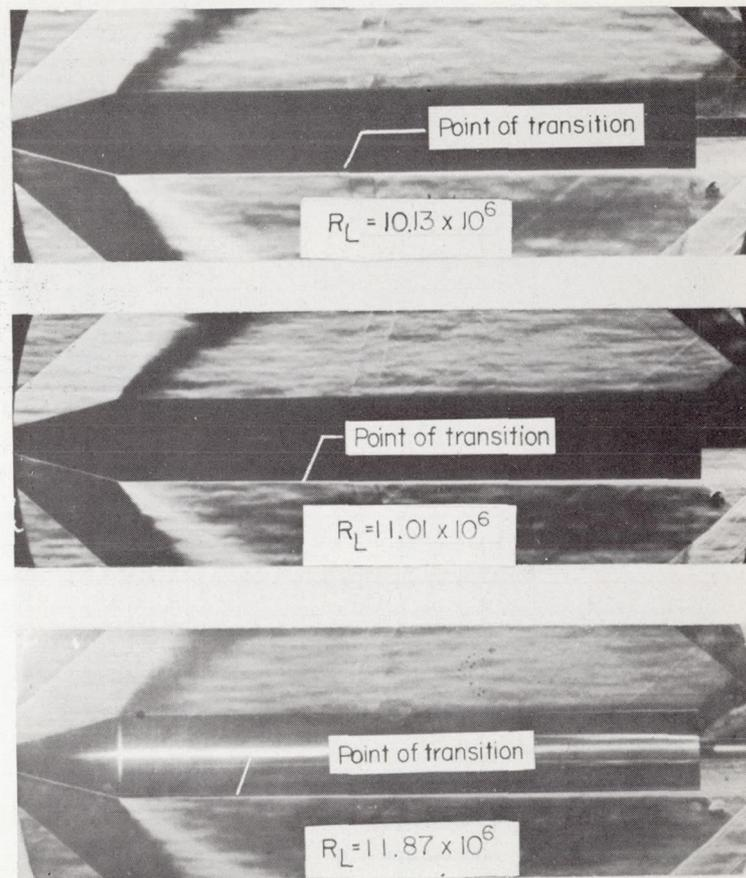 Point of transition
R_L = 10.13 x 10^6
Point of transition
R_L = 11.01 x 10^6
Point of transition
R_L = 11.87 x 10^6